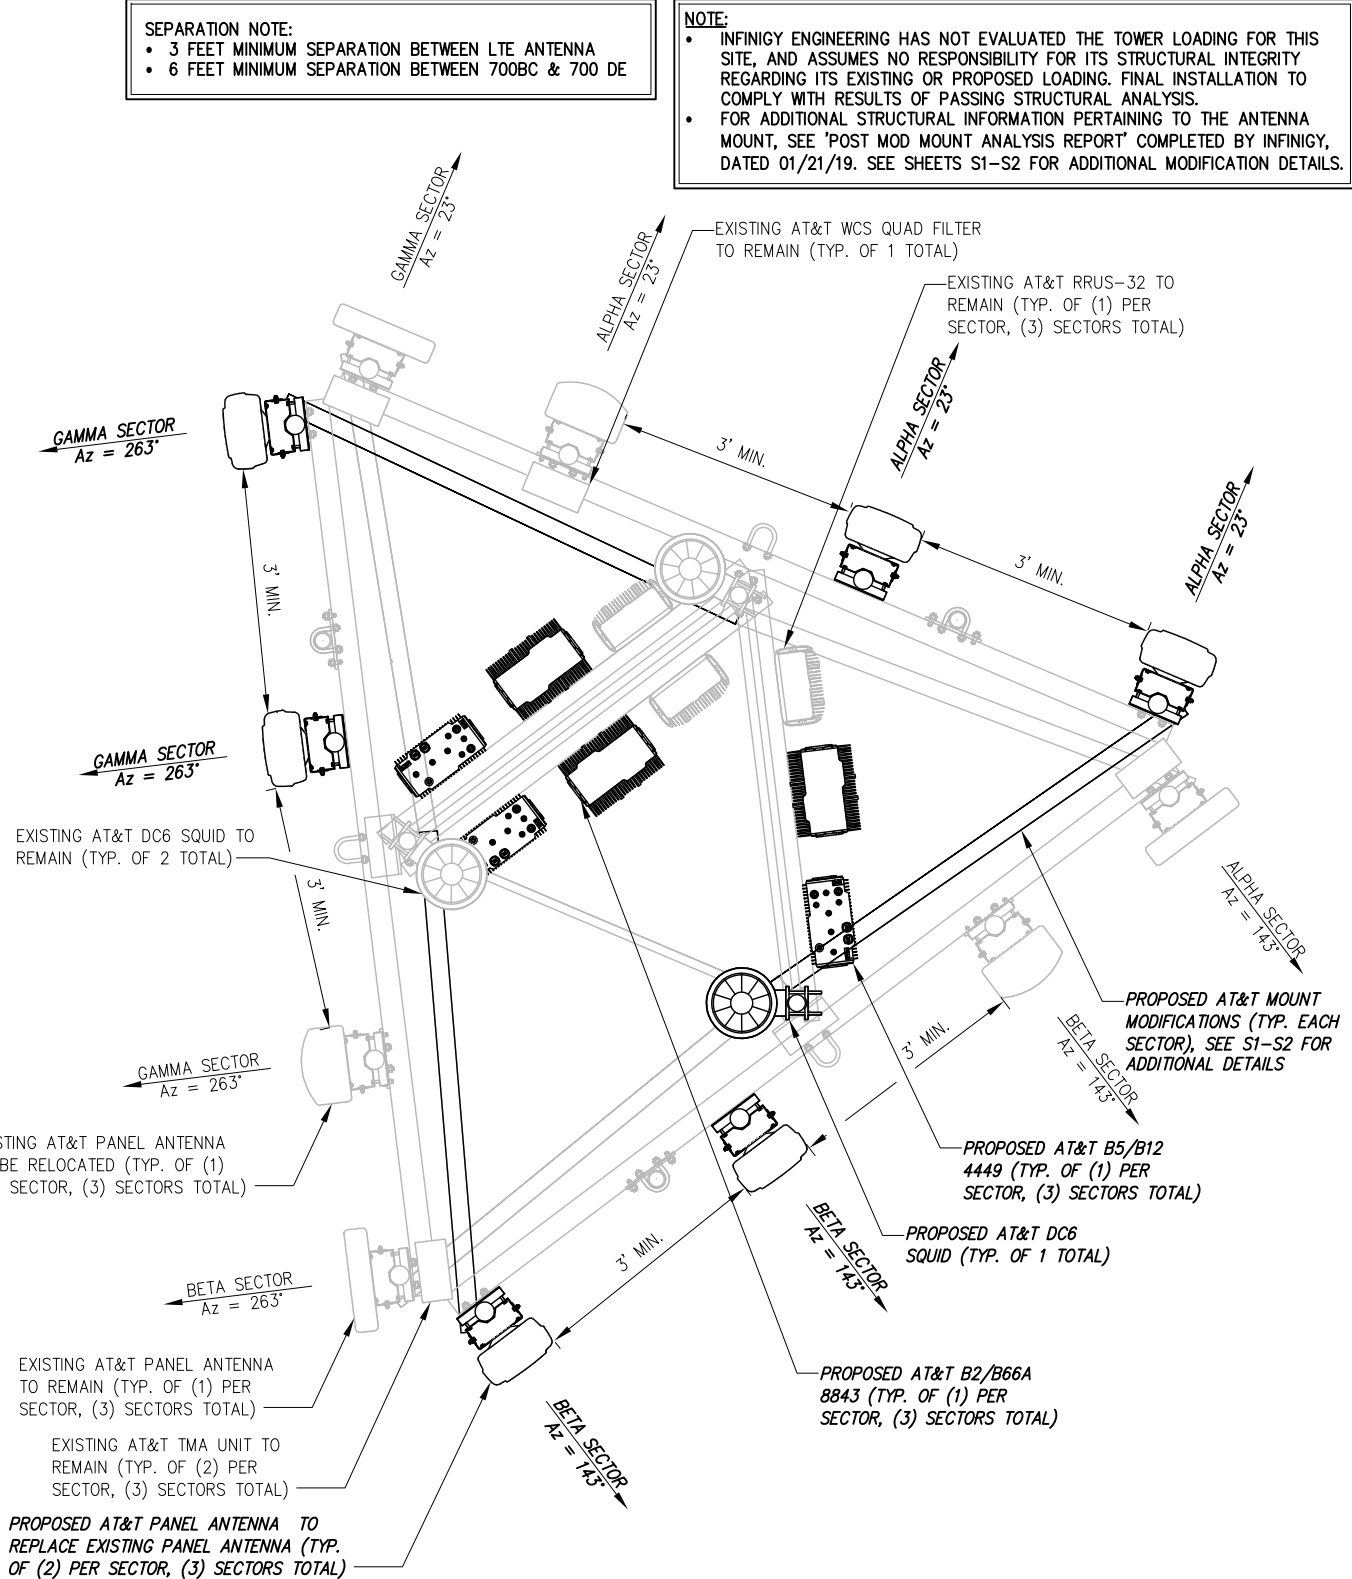 SEPARATION NOTE:
• 3 FEET MINIMUM SEPARATION BETWEEN LTE ANTENNA
• 6 FEET MINIMUM SEPARATION BETWEEN 700BC & 700 DE
NOTE:
• INFINIGY ENGINEERING HAS NOT EVALUATED THE TOWER LOADING FOR THIS
SITE, AND ASSUMES NO RESPONSIBILITY FOR ITS STRUCTURAL INTEGRITY
REGARDING ITS EXISTING OR PROPOSED LOADING. FINAL INSTALLATION TO
COMPLY WITH RESULTS OF PASSING STRUCTURAL ANALYSIS.
• FOR ADDITIONAL STRUCTURAL INFORMATION PERTAINING TO THE ANTENNA
MOUNT, SEE 'POST MOD MOUNT ANALYSIS REPORT' COMPLETED BY INFINIGY,
DATED 01/21/19. SEE SHEETS S1-S2 FOR ADDITIONAL MODIFICATION DETAILS.
GAMMA SECTOR
Az = 23°
ALPHA SECTOR
Az = 23°
EXISTING AT&T WCS QUAD FILTER
TO REMAIN (TYP. OF 1 TOTAL)
EXISTING AT&T RRUS-32 TO
REMAIN (TYP. OF (1) PER
SECTOR, (3) SECTORS TOTAL)
ALPHA SECTOR
Az = 23°
GAMMA SECTOR
Az = 263°
3' MIN.
ALPHA SECTOR
Az = 23°
3' MIN.
3' MIN.
GAMMA SECTOR
Az = 263°
EXISTING AT&T DC6 SQUID TO
REMAIN (TYP. OF 2 TOTAL)
3' MIN.
ALPHA SECTOR
Az = 143°
PROPOSED AT&T MOUNT
MODIFICATIONS (TYP. EACH
SECTOR), SEE S1-S2 FOR
ADDITIONAL DETAILS
BETA SECTOR
Az = 143°
3' MIN.
GAMMA SECTOR
Az = 263°
STING AT&T PANEL ANTENNA
BE RELOCATED (TYP. OF (1)
SECTOR, (3) SECTORS TOTAL)
PROPOSED AT&T B5/B12
4449 (TYP. OF (1) PER
SECTOR, (3) SECTORS TOTAL)
PROPOSED AT&T DC6
SQUID (TYP. OF 1 TOTAL)
BETA SECTOR
Az = 143°
3' MIN.
BETA SECTOR
Az = 263°
EXISTING AT&T PANEL ANTENNA
TO REMAIN (TYP. OF (1) PER
SECTOR, (3) SECTORS TOTAL)
PROPOSED AT&T B2/B66A
8843 (TYP. OF (1) PER
SECTOR, (3) SECTORS TOTAL)
BETA SECTOR
Az = 143°
EXISTING AT&T TMA UNIT TO
REMAIN (TYP. OF (2) PER
SECTOR, (3) SECTORS TOTAL)
PROPOSED AT&T PANEL ANTENNA TO
REPLACE EXISTING PANEL ANTENNA (TYP.
OF (2) PER SECTOR, (3) SECTORS TOTAL)